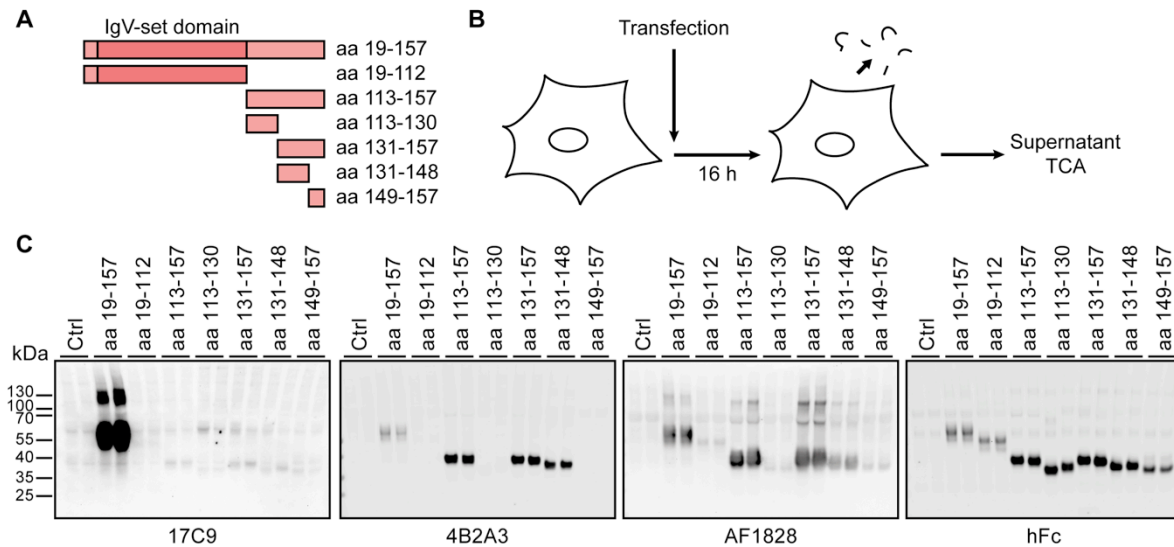 A
IgV-set domain
aa 19-157
aa 19-112
aa 113-157
aa 113-130
aa 131-157
aa 131-148
aa 149-157
B
Transfection
16 h
Supernatant
TCA
C
Ctrl
aa 19-157
aa 19-112
aa 113-157
aa 113-130
aa 131-157
aa 131-148
aa 149-157
Ctrl
aa 19-157
aa 19-112
aa 113-157
aa 113-130
aa 131-157
aa 131-148
aa 149-157
Ctrl
aa 19-157
aa 19-112
aa 113-157
aa 113-130
aa 131-157
aa 131-148
aa 149-157
Ctrl
aa 19-157
aa 19-112
aa 113-157
aa 113-130
aa 131-157
aa 131-148
aa 149-157
kDa
130
100
70
55
40
35
25
17C9
4B2A3
AF1828
hFc